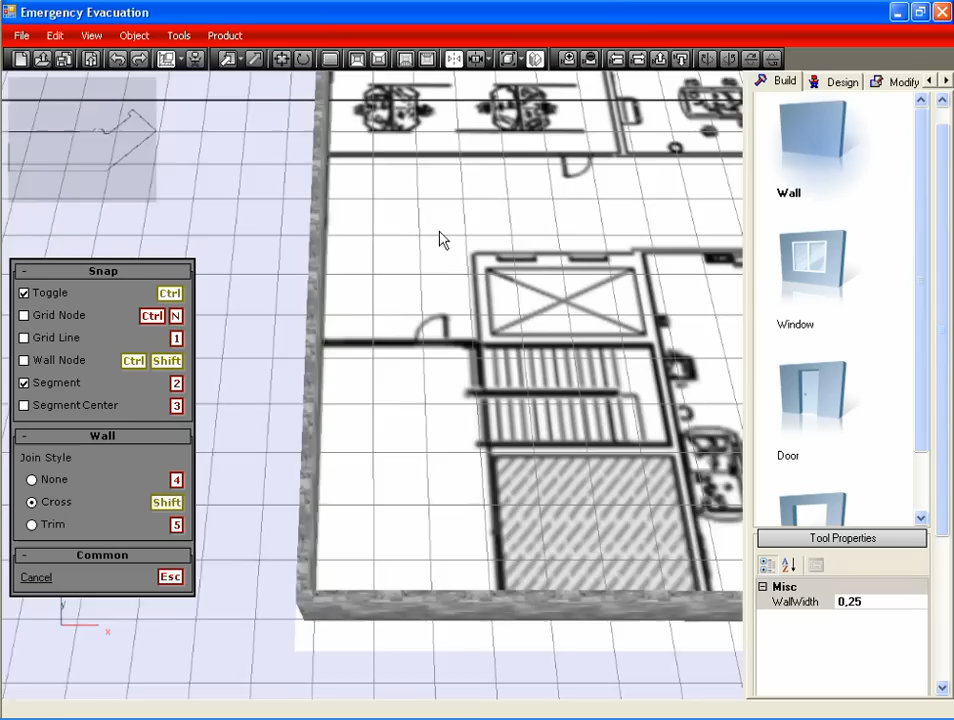 Emergency Evacuation
File Edit View Object Tools Product
Build Design Modify
Wall
Window
Door
Tool Properties
Misc
WallWidth 0,25
- Snap
Toggle Ctrl
Grid Node Ctrl N
Grid Line 1
Wall Node Ctrl Shift
Segment 2
Segment Center 3
- Wall
Join Style
None 4
Cross Shift
Trim 5
- Common
Cancel Esc
y
x